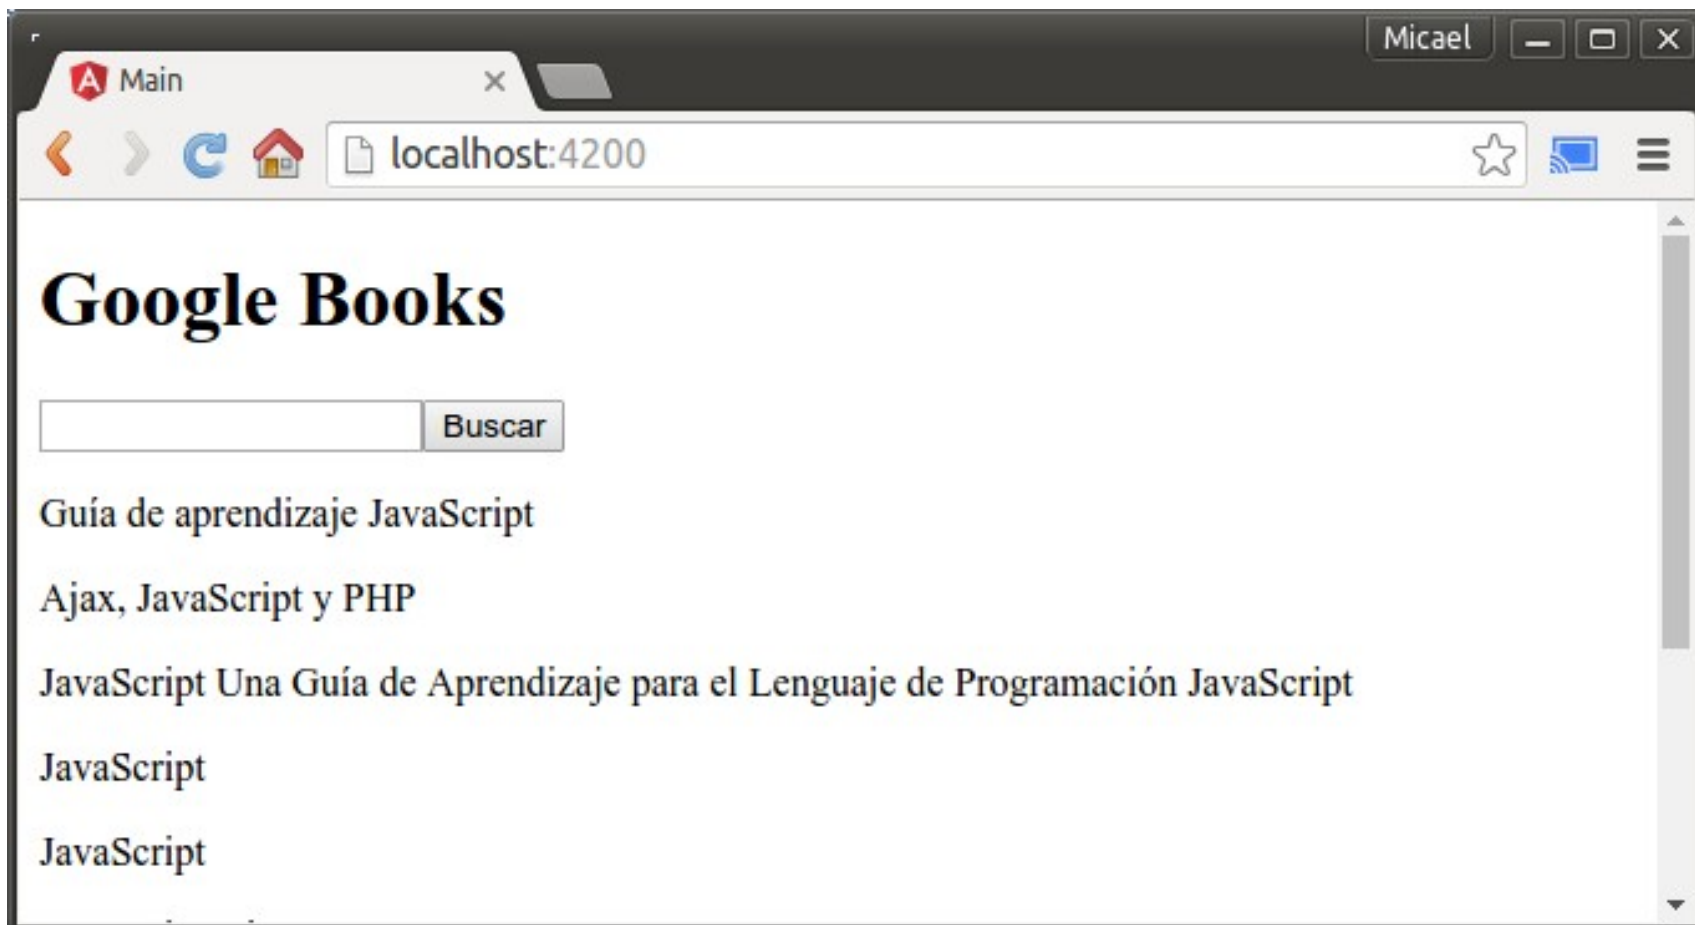 Micael
Main
localhost:4200
Google Books
Buscar
Guía de aprendizaje JavaScript
Ajax, JavaScript y PHP
JavaScript Una Guía de Aprendizaje para el Lenguaje de Programación JavaScript
JavaScript
JavaScript